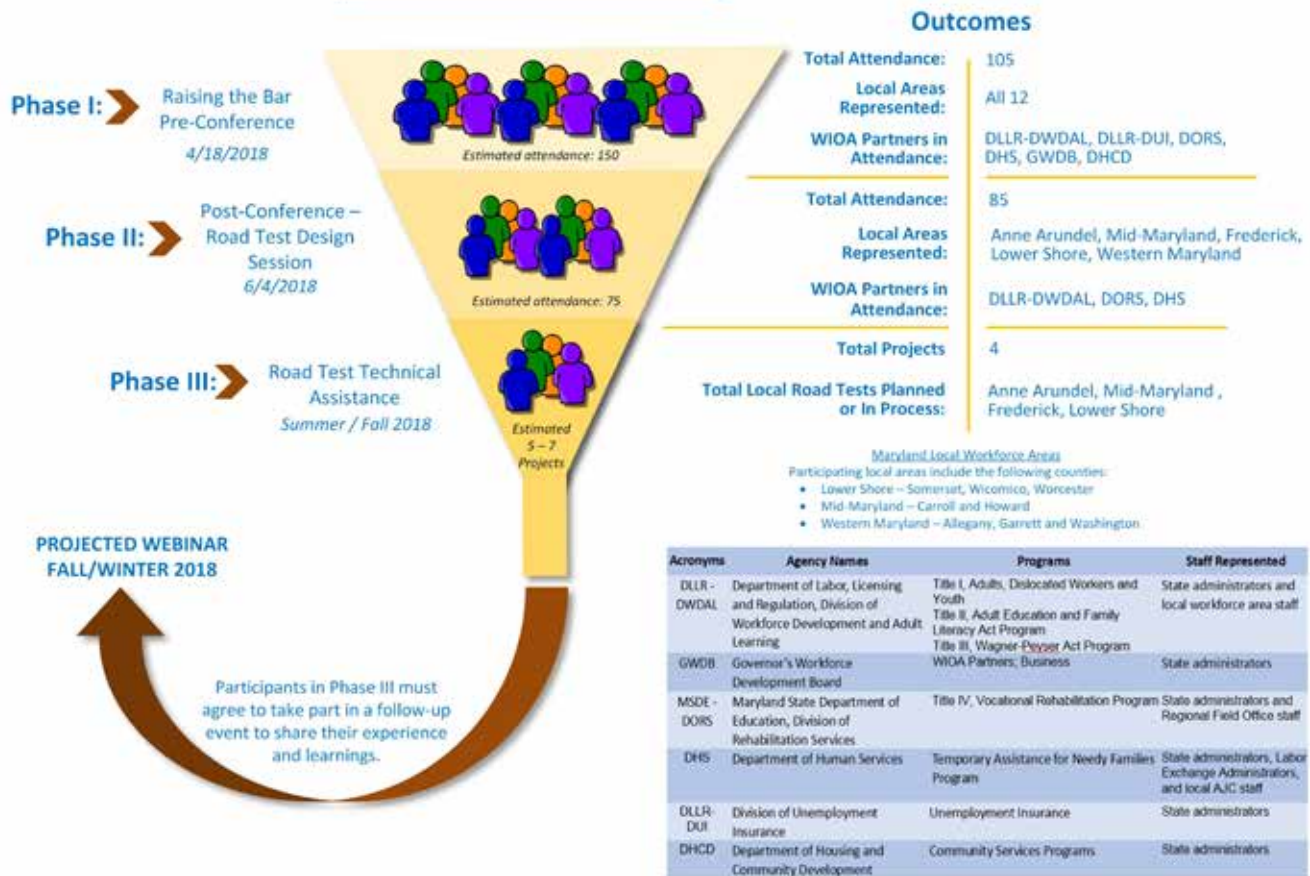 Outcomes
Phase I:
Raising the Bar
Pre-Conference
4/18/2018
Estimated attendance: 150
Total Attendance: 105
Local Areas
Represented: All 12
WIOA Partners in
Attendance:
DLLR-DWDAL, DLLR-DUI, DORS,
DHS, GWDB, DHCD
Phase II:
Post-Conference –
Road Test Design
Session
6/4/2018
Estimated attendance: 75
Total Attendance: 85
Local Areas
Represented:
Anne Arundel, Mid-Maryland, Frederick,
Lower Shore, Western Maryland
WIOA Partners in
Attendance:
DLLR-DWDAL, DORS, DHS
Phase III:
Road Test Technical
Assistance
Summer / Fall 2018
Estimated
5 – 7
Projects
Total Projects 4
Total Local Road Tests Planned
or In Process:
Anne Arundel, Mid-Maryland ,
Frederick, Lower Shore
Maryland Local Workforce Areas
Participating local areas include the following counties:
• Lower Shore – Somerset, Wicomico, Worcester
• Mid-Maryland – Carroll and Howard
• Western Maryland – Allegany, Garrett and Washington
PROJECTED WEBINAR
FALL/WINTER 2018
Participants in Phase III must
agree to take part in a follow-up
event to share their experience
and learnings.
Acronyms Agency Names Programs Staff Represented
DLLR -
DWDAL
Department of Labor, Licensing
and Regulation, Division of
Workforce Development and Adult
Learning
Title I, Adults, Dislocated Workers and
Youth
Title II, Adult Education and Family
Literacy Act Program
Title III, Wagner-Peyser Act Program
State administrators and
local workforce area staff
GWDB
Governor's Workforce
Development Board
WIOA Partners; Business
State administrators
MSDE -
DORS
Maryland State Department of
Education, Division of
Rehabilitation Services
Title IV, Vocational Rehabilitation Program
State administrators and
Regional Field Office staff
DHS
Department of Human Services
Temporary Assistance for Needy Families
Program
State administrators, Labor
Exchange Administrators,
and local AJC staff
DLLR-
DUI
Division of Unemployment
Insurance
Unemployment Insurance
State administrators
DHCD
Department of Housing and
Community Development
Community Services Programs
State administrators